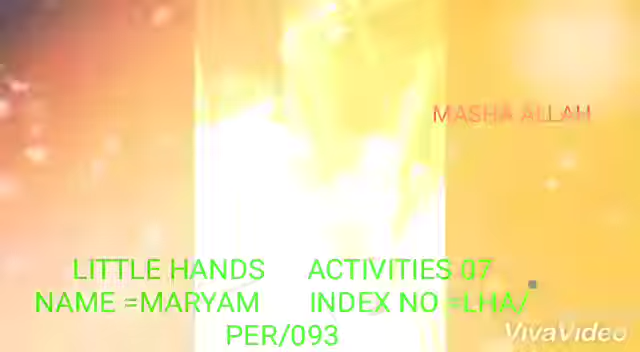 MASHA ALLAH
LITTLE HANDS ACTIVITIES 07
NAME =MARYAM INDEX NO =LHA/
PER/093
VivaVideo